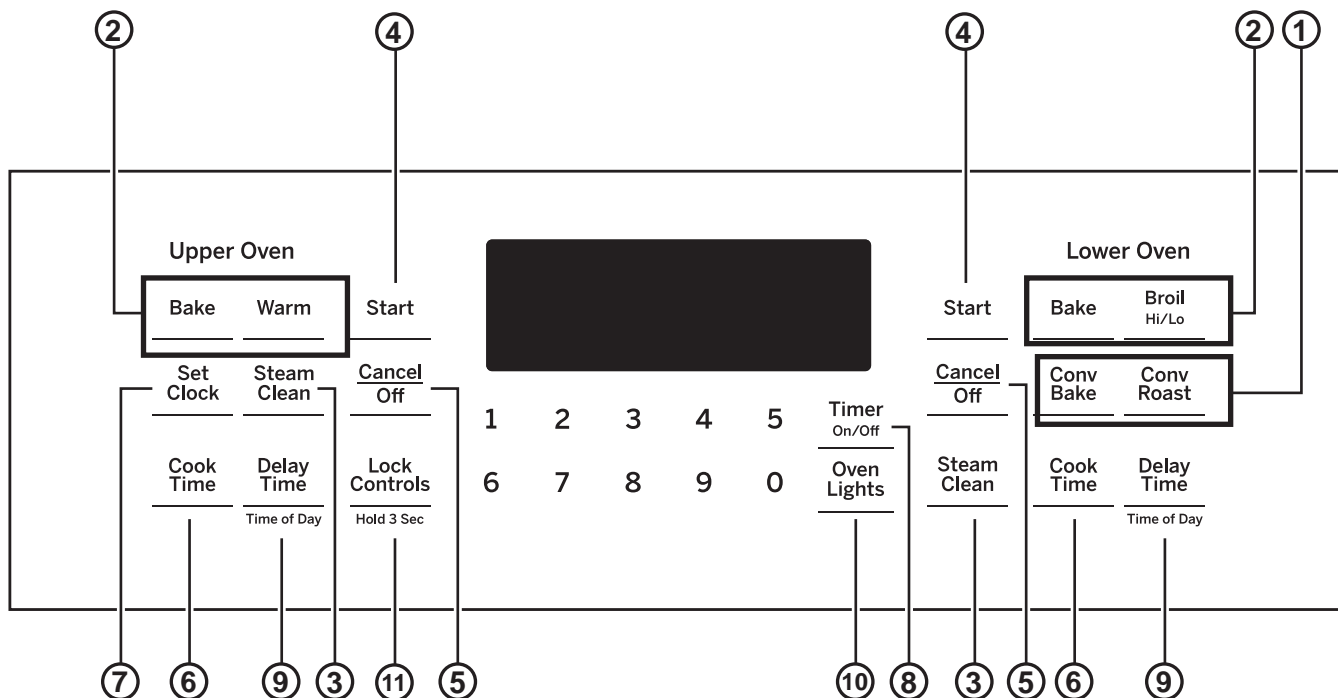 2 4 4 2 1
Upper Oven Lower Oven
Bake Warm Start Start Bake Broil
Hi/Lo
Set Steam Cancel Cancel Conv Conv
Clock Clean Off Off Bake Roast
1 2 3 4 5 Timer
On/Off
Cook Delay Lock Oven Steam Cook Delay
Time Time Controls 6 7 8 9 0 Lights Clean Time Time
Time of Day Hold 3 Sec Time of Day
7 6 9 3 11 5 10 8 3 5 6 9